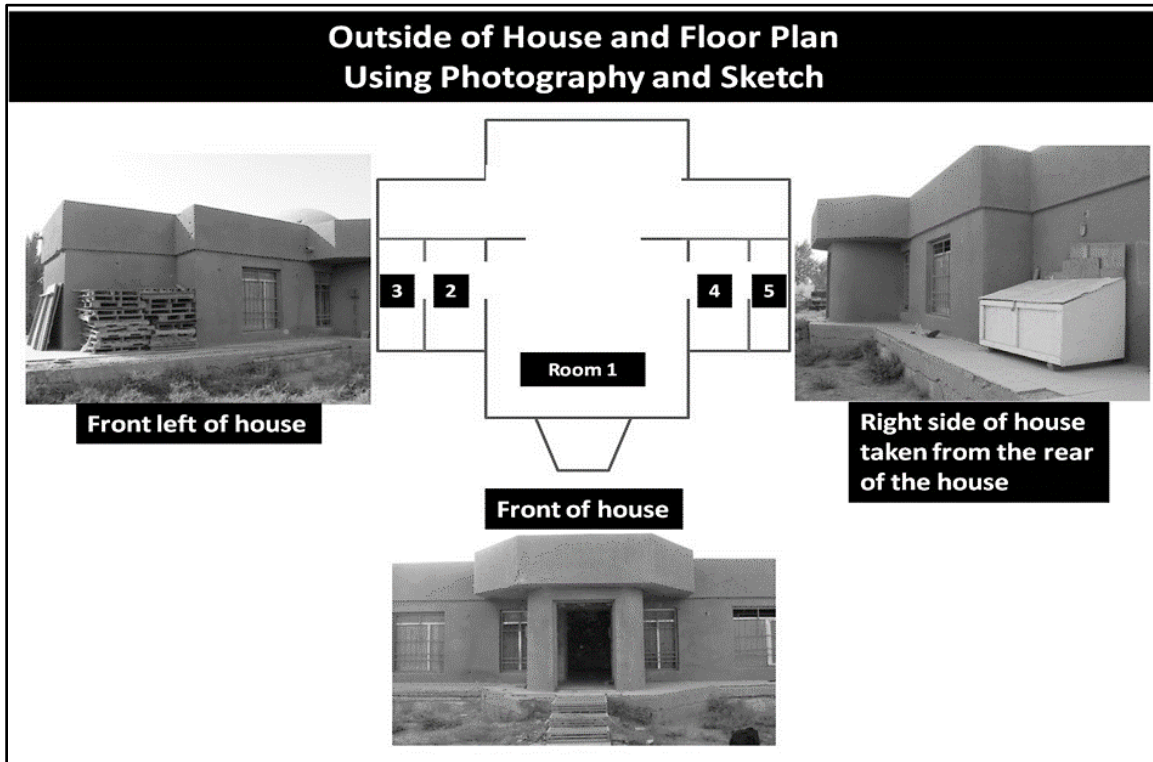 Outside of House and Floor Plan
Using Photography and Sketch
3
2
4
5
Room 1
Front left of house
Right side of house
taken from the rear
of the house
Front of house